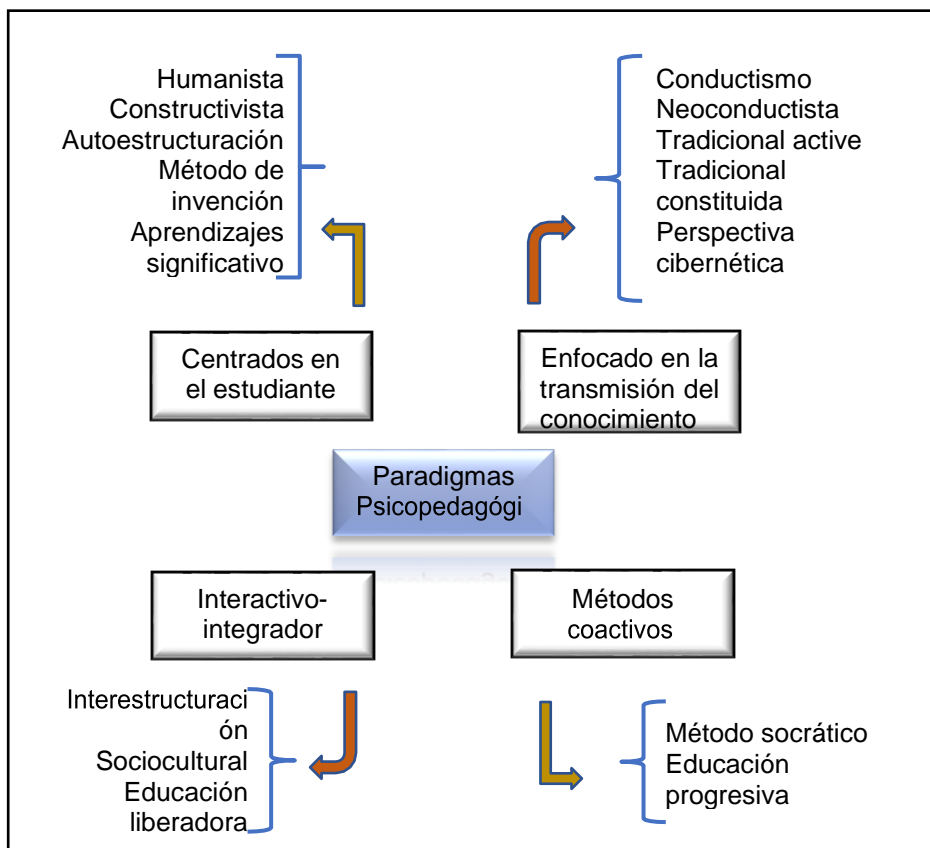 Humanista
Constructivista
Autoestructuración
Método de
invención
Aprendizajes
significativo
Conductismo
Neoconductista
Tradicional active
Tradicional
constituida
Perspectiva
cibernética
Centrados en
el estudiante
Enfocado en la
transmisión del
conocimiento
Paradigmas
Psicopedagógi
Interactivo-
integrador
Métodos
coactivos
Interestructuraci
ón
Sociocultural
Educación
liberadora
Método socrático
Educación
progresiva